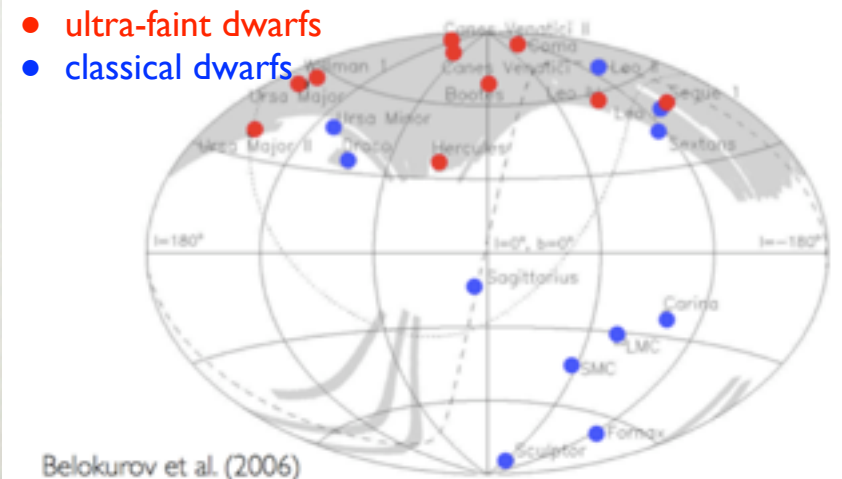 ultra-faint dwarfs
classical dwarfs
Canes Venatici II
Coma
Willman 1
Canes Venatici
Leo II
Ursa Major
Bootes
Leo IV
Segue 1
Leo
Ursa Minor
Ursa Major II
Draco
Hercules
Sextans
l=180°
l=0°, b=0°
l=-180°
Sagittarius
Carina
LMC
SMC
Fornax
Sculptor
Belokurov et al. (2006)